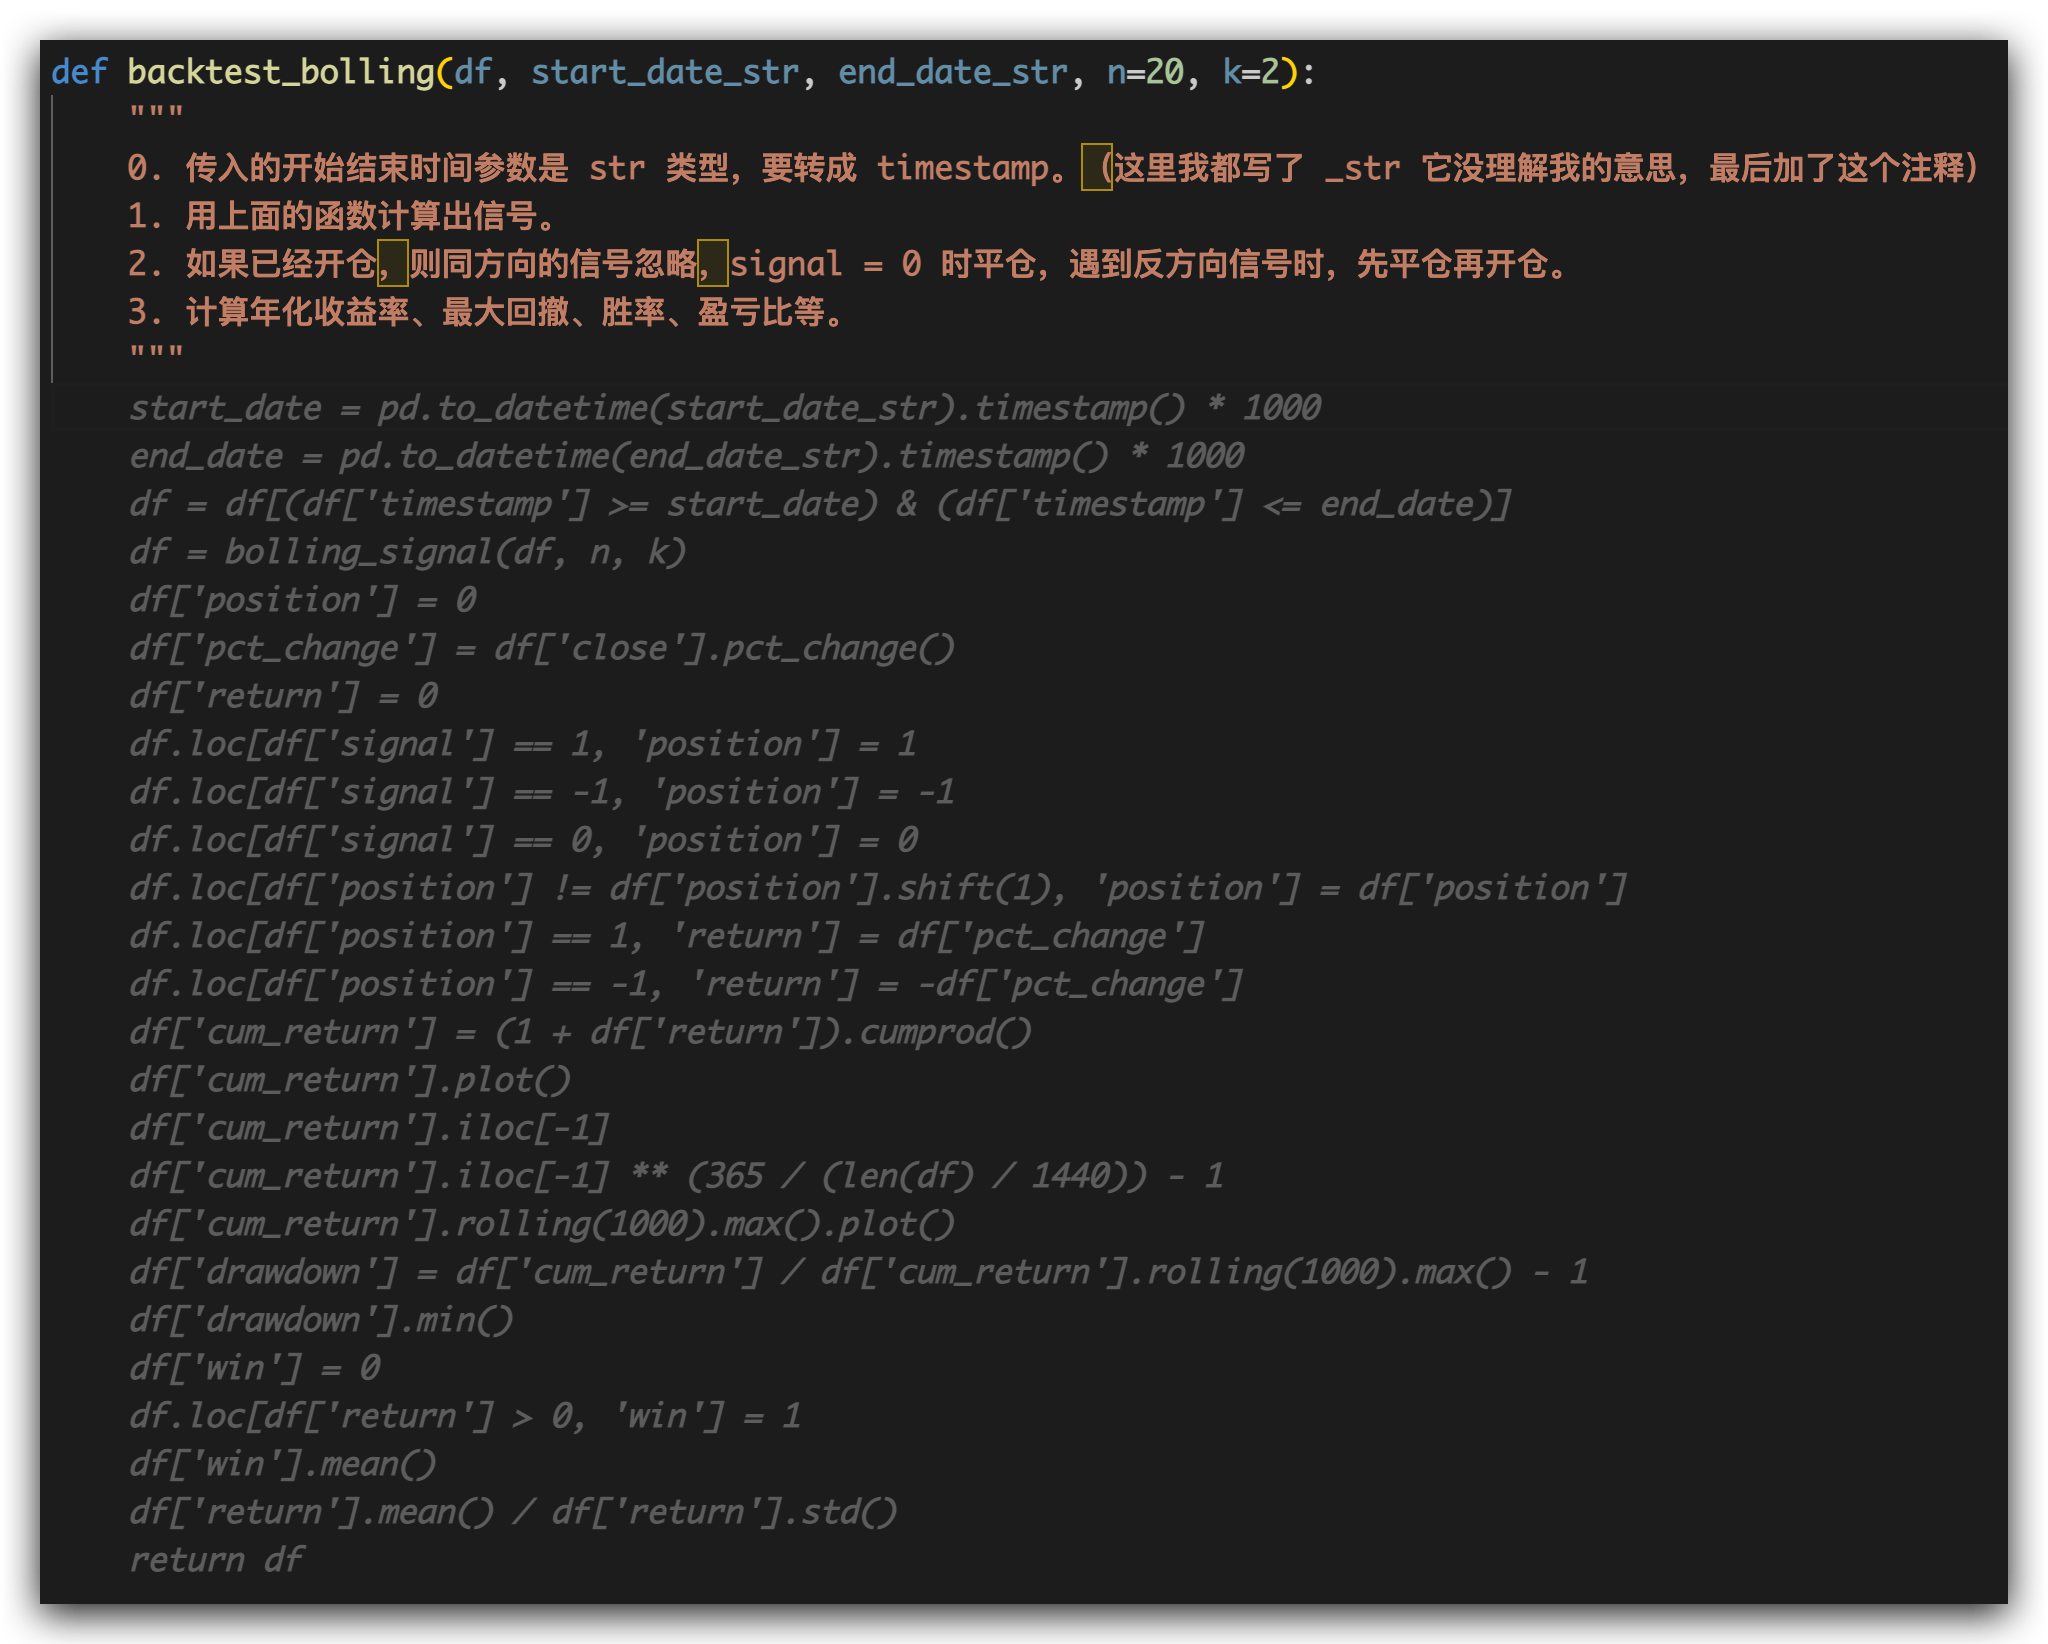 def backtest_bolling(df, start_date_str, end_date_str, n=20, k=2):
    """
    0. 传入的开始结束时间参数是 str 类型，要转成 timestamp。（这里我都写了 _str 它没理解我的意思，最后加了这个注释）
    1. 用上面的函数计算出信号。
    2. 如果已经开仓，则同方向的信号忽略，signal = 0 时平仓，遇到反方向信号时，先平仓再开仓。
    3. 计算年化收益率、最大回撤、胜率、盈亏比等。
    """
    start_date = pd.to_datetime(start_date_str).timestamp() * 1000
    end_date = pd.to_datetime(end_date_str).timestamp() * 1000
    df = df[(df['timestamp'] >= start_date) & (df['timestamp'] <= end_date)]
    df = bolling_signal(df, n, k)
    df['position'] = 0
    df['pct_change'] = df['close'].pct_change()
    df['return'] = 0
    df.loc[df['signal'] == 1, 'position'] = 1
    df.loc[df['signal'] == -1, 'position'] = -1
    df.loc[df['signal'] == 0, 'position'] = 0
    df.loc[df['position'] != df['position'].shift(1), 'position'] = df['position']
    df.loc[df['position'] == 1, 'return'] = df['pct_change']
    df.loc[df['position'] == -1, 'return'] = -df['pct_change']
    df['cum_return'] = (1 + df['return']).cumprod()
    df['cum_return'].plot()
    df['cum_return'].iloc[-1]
    df['cum_return'].iloc[-1] ** (365 / (len(df) / 1440)) - 1
    df['cum_return'].rolling(1000).max().plot()
    df['drawdown'] = df['cum_return'] / df['cum_return'].rolling(1000).max() - 1
    df['drawdown'].min()
    df['win'] = 0
    df.loc[df['return'] > 0, 'win'] = 1
    df['win'].mean()
    df['return'].mean() / df['return'].std()
    return df